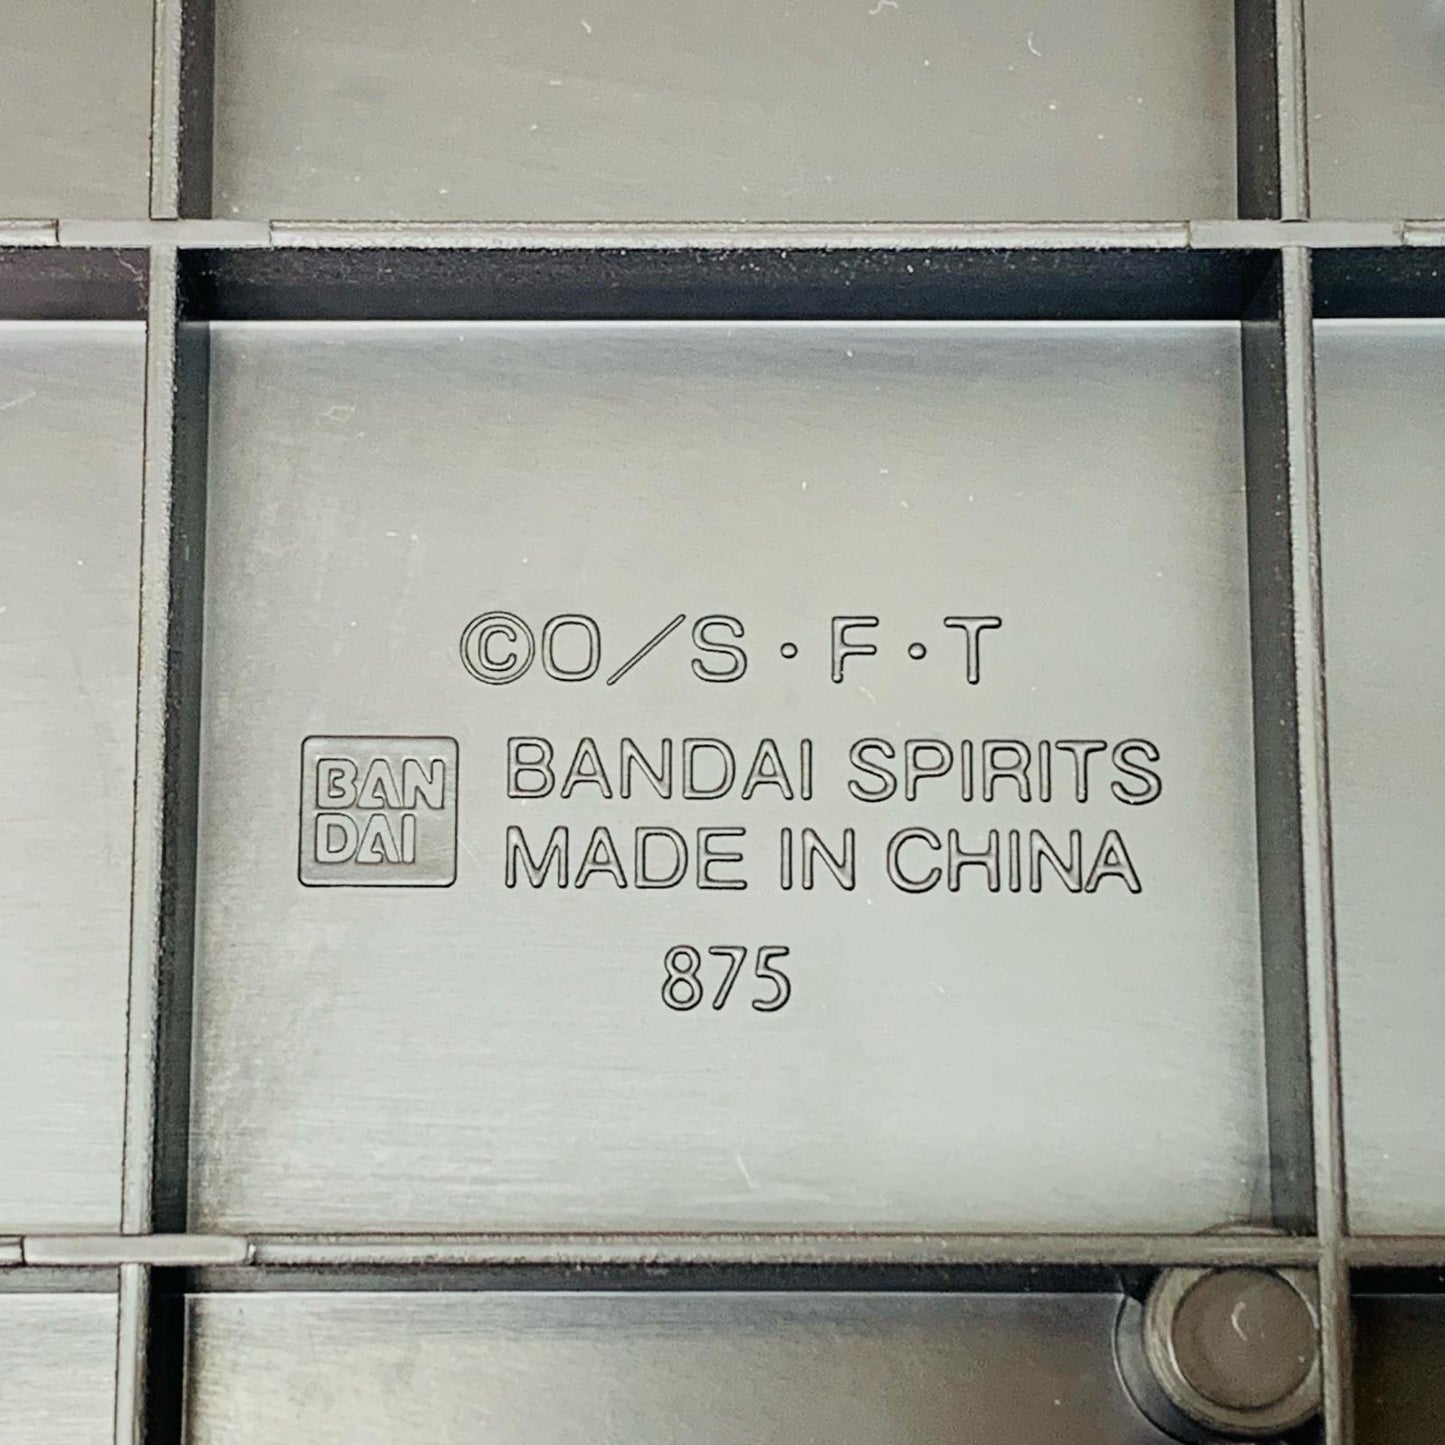 ©O/S・F・T
BAN
DAI
BANDAI SPIRITS
MADE IN CHINA
875